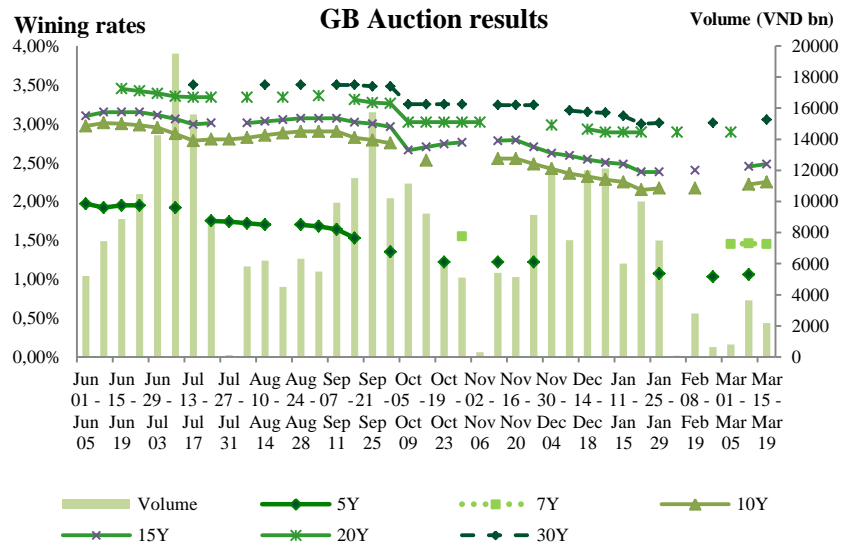 GB Auction results
Wining rates
Volume (VND bn)
4,00%
3,50%
3,00%
2,50%
2,00%
1,50%
1,00%
0,50%
0,00%
20000
18000
16000
14000
12000
10000
8000
6000
4000
2000
0
Jun Jun Jun Jul Jul Aug Aug Sep Sep Oct Oct Nov Nov Nov Dec Jan Jan Feb Mar Mar
01 - 15 - 29 - 13 - 27 - 10 - 24 - 07 - 21 - 05 - 19 - 02 - 16 - 30 - 14 - 11 - 25 - 08 - 01 - 15 -
Jun Jun Jul Jul Jul Aug Aug Sep Sep Oct Oct Nov Nov Dec Dec Jan Jan Feb Mar Mar
05 19 03 17 31 14 28 11 25 09 23 06 20 04 18 15 29 19 05 19
Volume 5Y 7Y 10Y
15Y 20Y 30Y